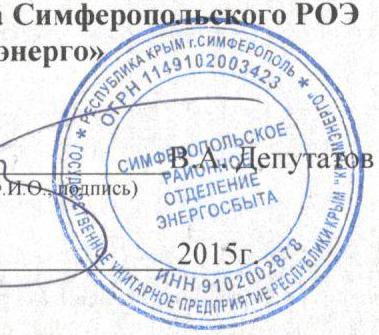 а Симферопольского РОЭ
энерго»
★ РЕСПУБЛИКА КРЫМ г.СИМФЕРОПОЛЬ ★
ГОСУДАРСТВЕННОЕ УНИТАРНОЕ ПРЕДПРИЯТИЕ РЕСПУБЛИКИ КРЫМ "КРЫМЭНЕРГО"
ОГРН 1149102003423
СИМФЕРОПОЛЬСКОЕ
РАЙОННОЕ
ОТДЕЛЕНИЕ
ЭНЕРГОСБЫТА
ИНН 9102002878
В.А. Депутатов
Ф.И.О., подпись)
2015г.